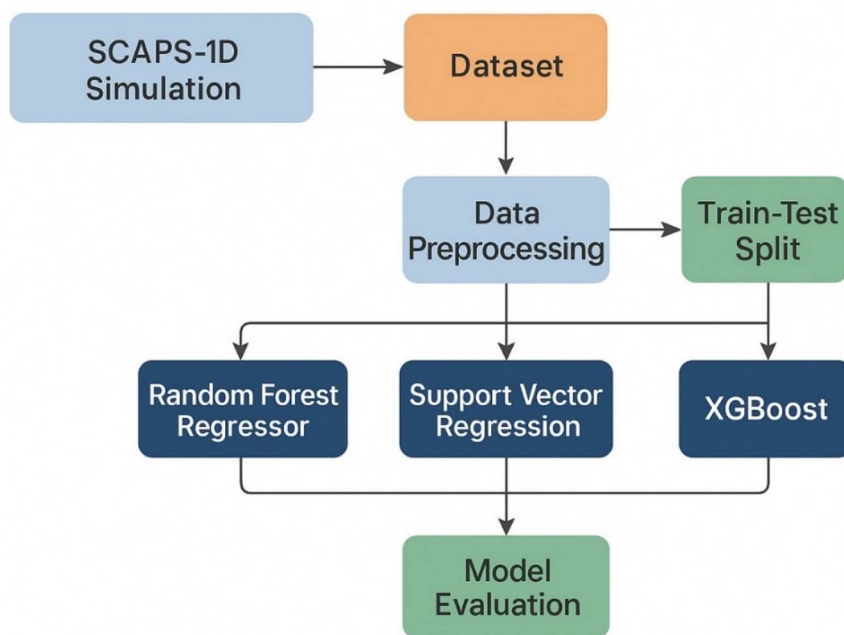 SCAPS-1D
Simulation
Dataset
Data
Preprocessing
Train-Test
Split
Random Forest
Regressor
Support Vector
Regression
XGBoost
Model
Evaluation